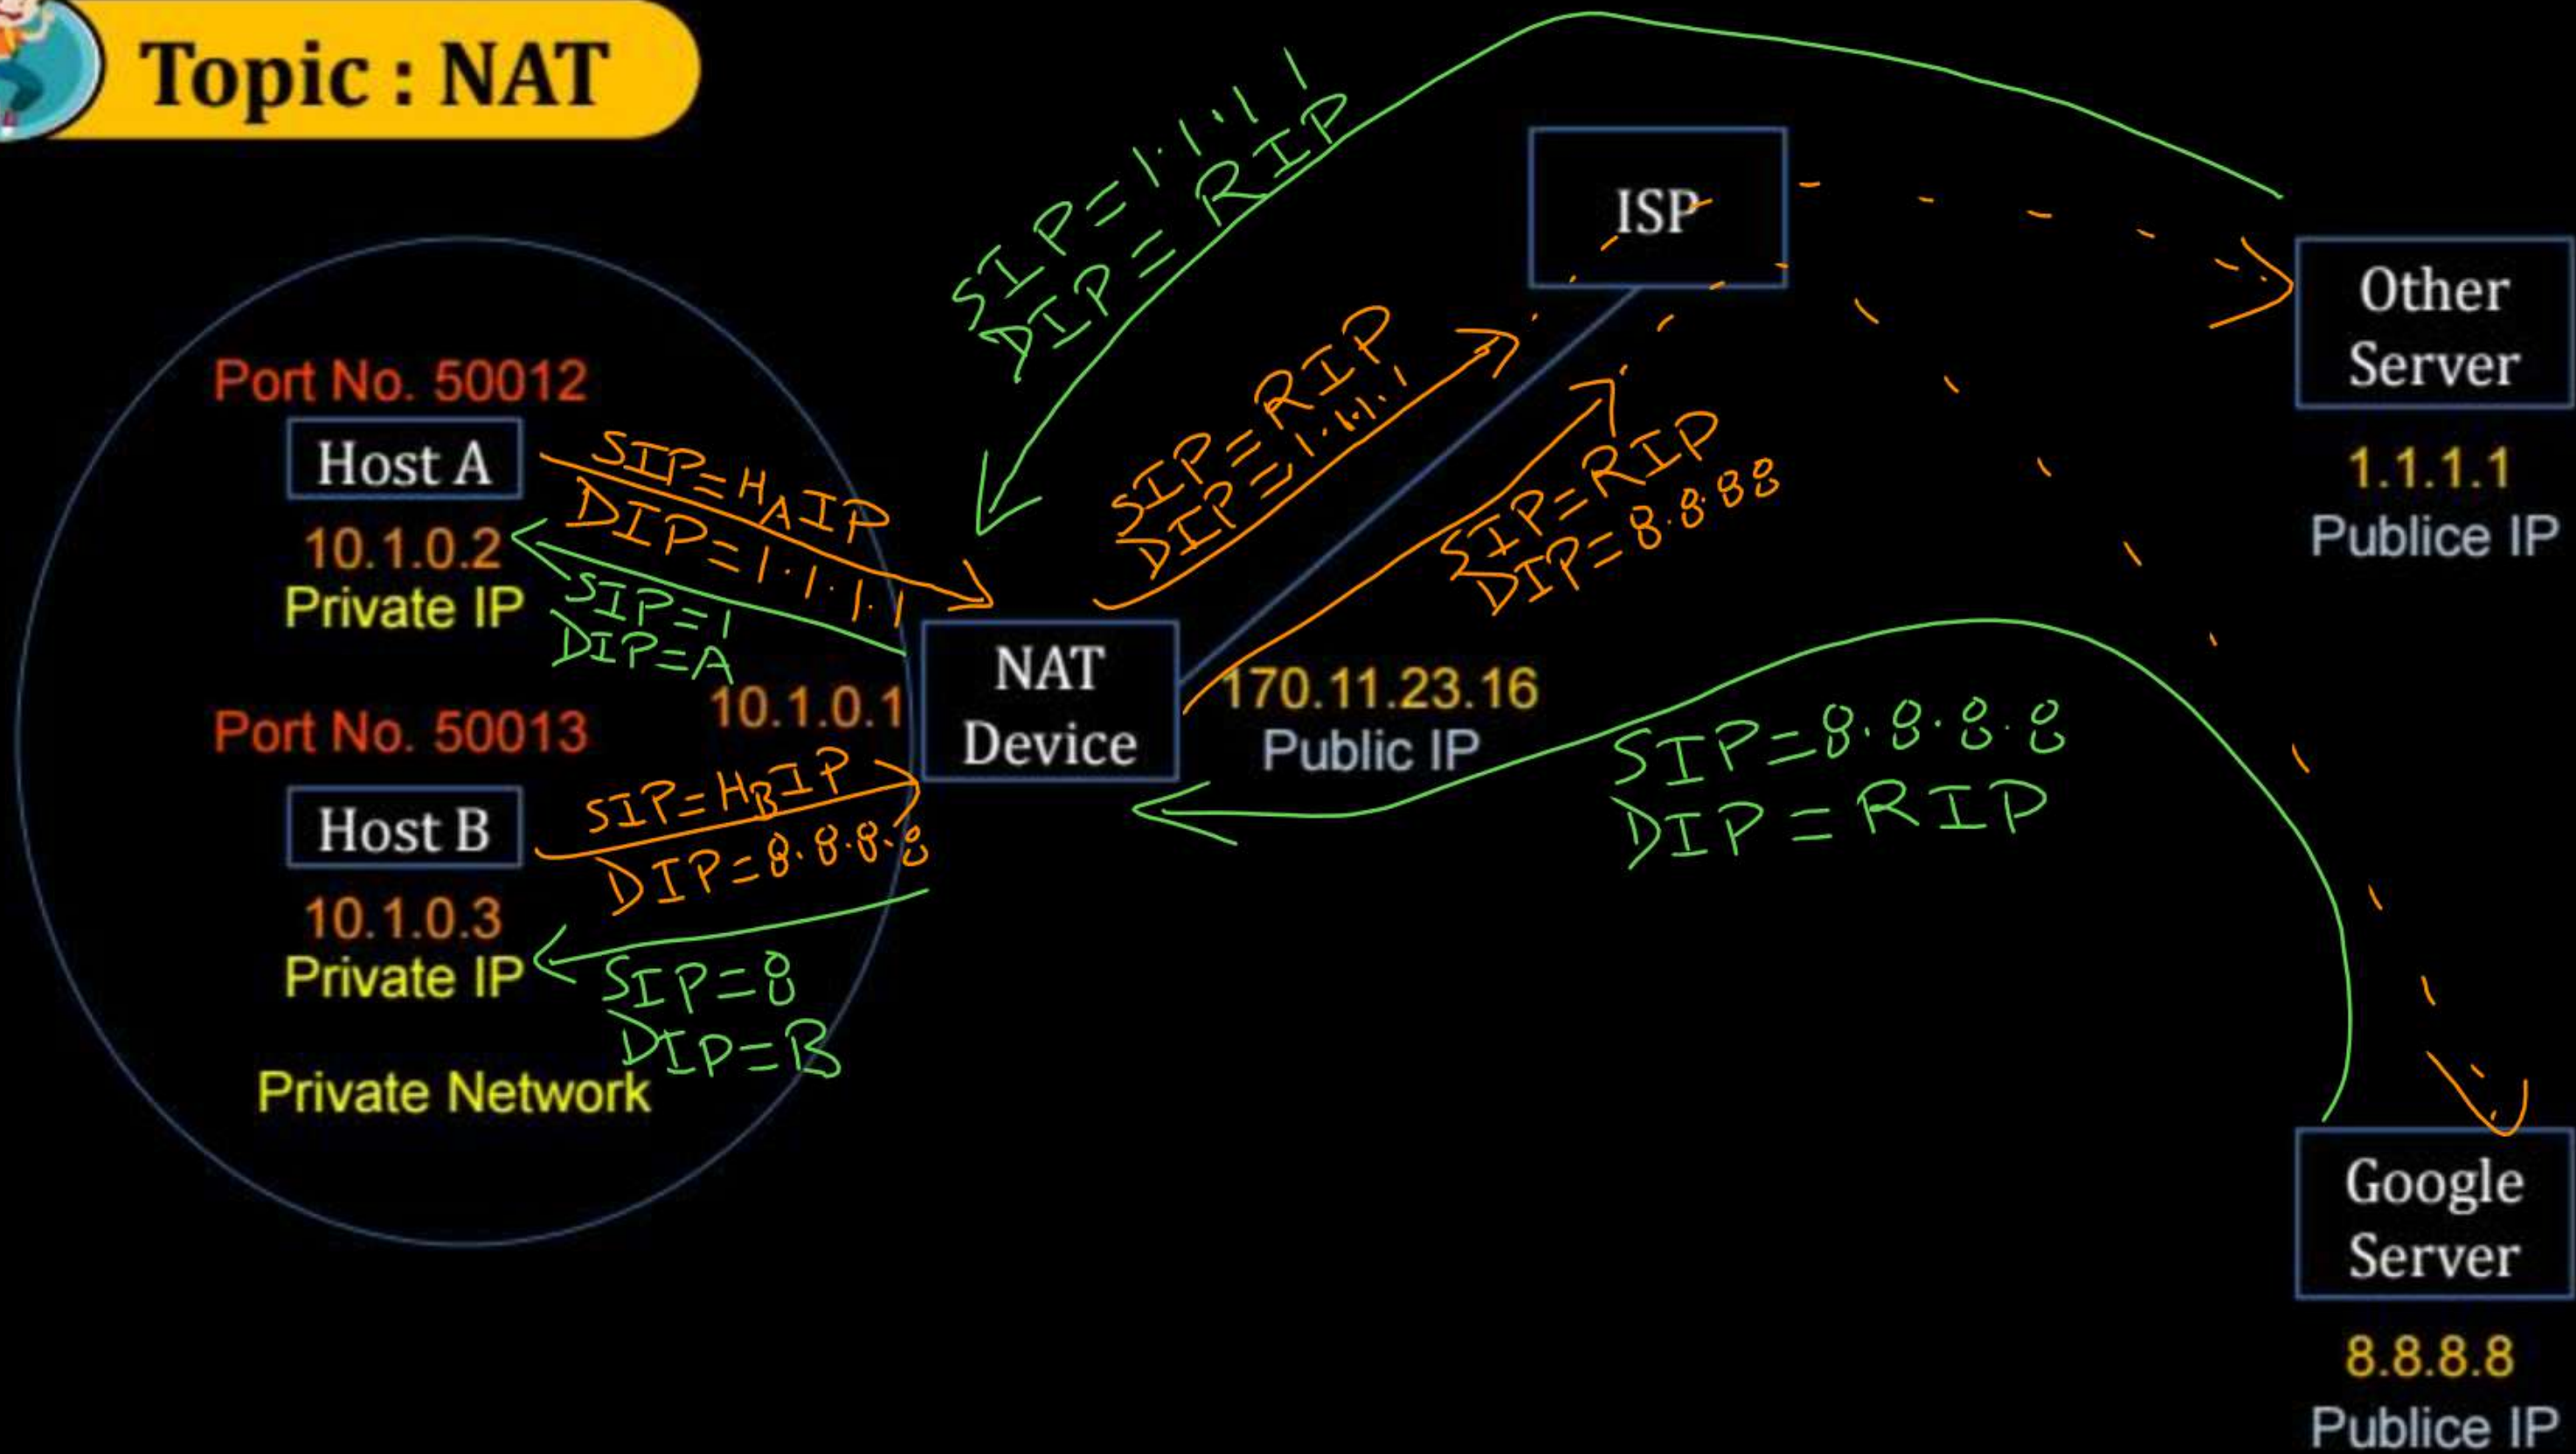 Topic : NAT
SIP=1.1.1.1
DIP=RIP
ISP
Other
Server
1.1.1.1
Publice IP
Port No. 50012
Host A
10.1.0.2
Private IP
SIP=HAIP
DIP=1.1.1.1
SIP=1
DIP=A
SIP=RIP
DIP=1.1.1.1
SIP=RIP
DIP=8.8.88
NAT
Device
10.1.0.1
170.11.23.16
Public IP
Port No. 50013
Host B
10.1.0.3
Private IP
SIP=HBIP
DIP=8.8.8.8
SIP=8
DIP=B
Private Network
SIP=8.8.8.8
DIP=RIP
Google
Server
8.8.8.8
Publice IP